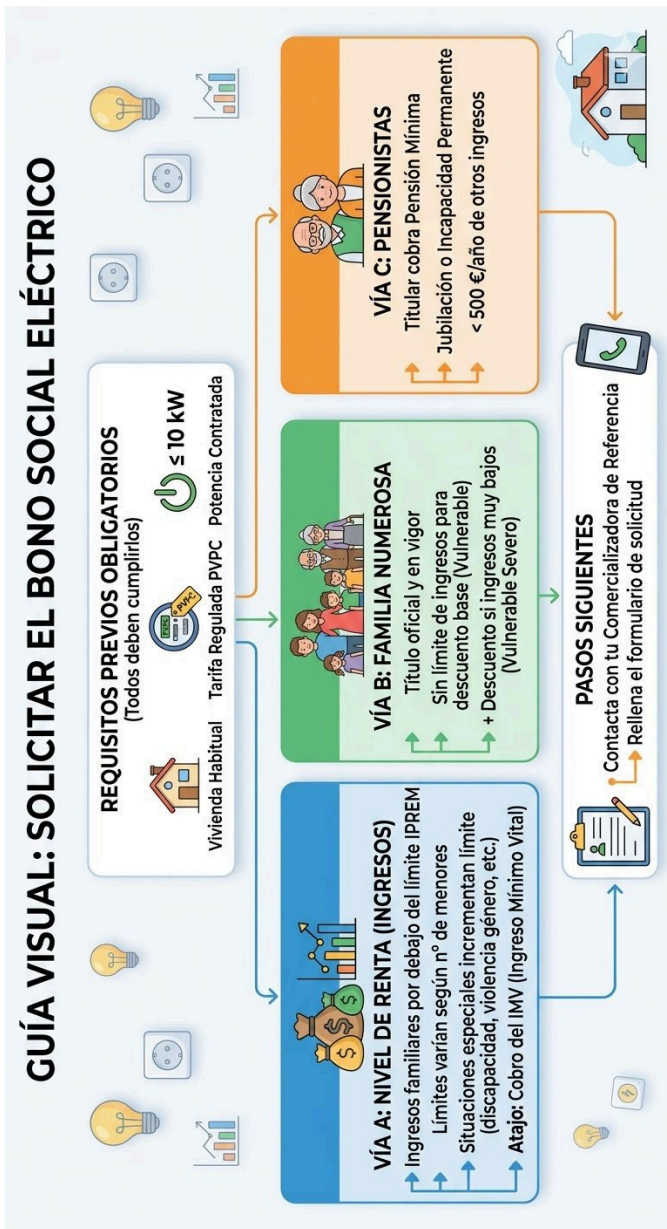 GUÍA VISUAL: SOLICITAR EL BONO SOCIAL ELÉCTRICO
REQUISITOS PREVIOS OBLIGATORIOS
(Todos deben cumplirlos)
Vivienda Habitual
PVPC
PVPC
Tarifa Regulada PVPC
≤ 10 kW
Potencia Contratada
VÍA A: NIVEL DE RENTA (INGRESOS)
Ingresos familiares por debajo del límite IPREM
Límites varían según nº de menores
Situaciones especiales incrementan límite
(discapacidad, violencia género, etc.)
Atajo: Cobro del IMV (Ingreso Mínimo Vital)
VÍA B: FAMILIA NUMEROSA
Título oficial y en vigor
Sin límite de ingresos para
descuento base (Vulnerable)
+ Descuento si ingresos muy bajos
(Vulnerable Severo)
VÍA C: PENSIONISTAS
Titular cobra Pensión Mínima
Jubilación o Incapacidad Permanente
< 500 €/año de otros ingresos
PASOS SIGUIENTES
Contacta con tu Comercializadora de Referencia
Rellena el formulario de solicitud